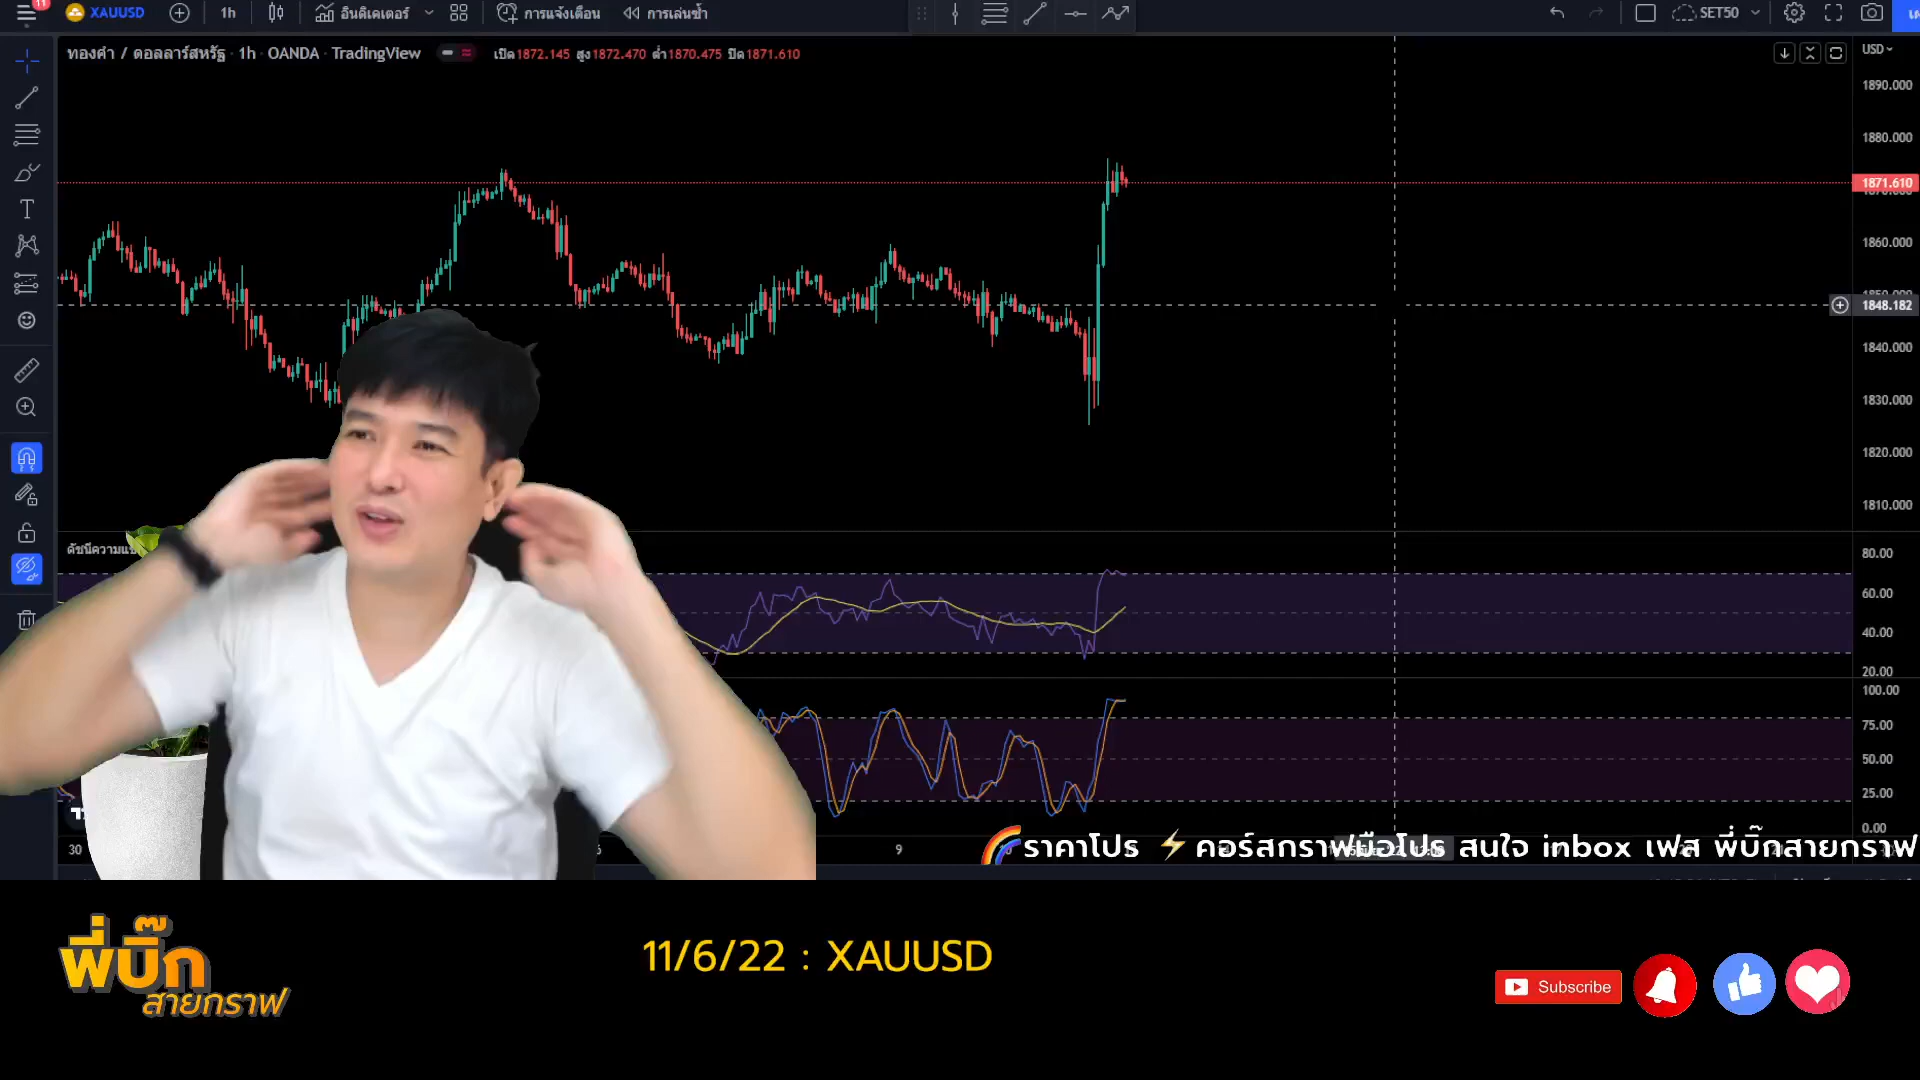 11
XAUUSD
1h
อินดิเคเตอร์
การแจ้งเตือน
การเล่นซ้ำ
SET50
ทองคำ / ดอลลาร์สหรัฐ · 1h · OANDA · TradingView
เปิด1872.145 สูง1872.470 ต่ำ1870.475 ปิด1871.610
USD
1890.000
1880.000
1871.610
1860.000
1848.182
1840.000
1830.000
1820.000
1810.000
80.00
60.00
40.00
20.00
100.00
75.00
50.00
25.00
0.00
30
9
🌈ราคาโปร ⚡คอร์สกราฟมือโปร สนใจ inbox เฟส พี่บิ๊กสายกราฟ
พี่บิ๊ก
สายกราฟ
11/6/22 : XAUUSD
Subscribe